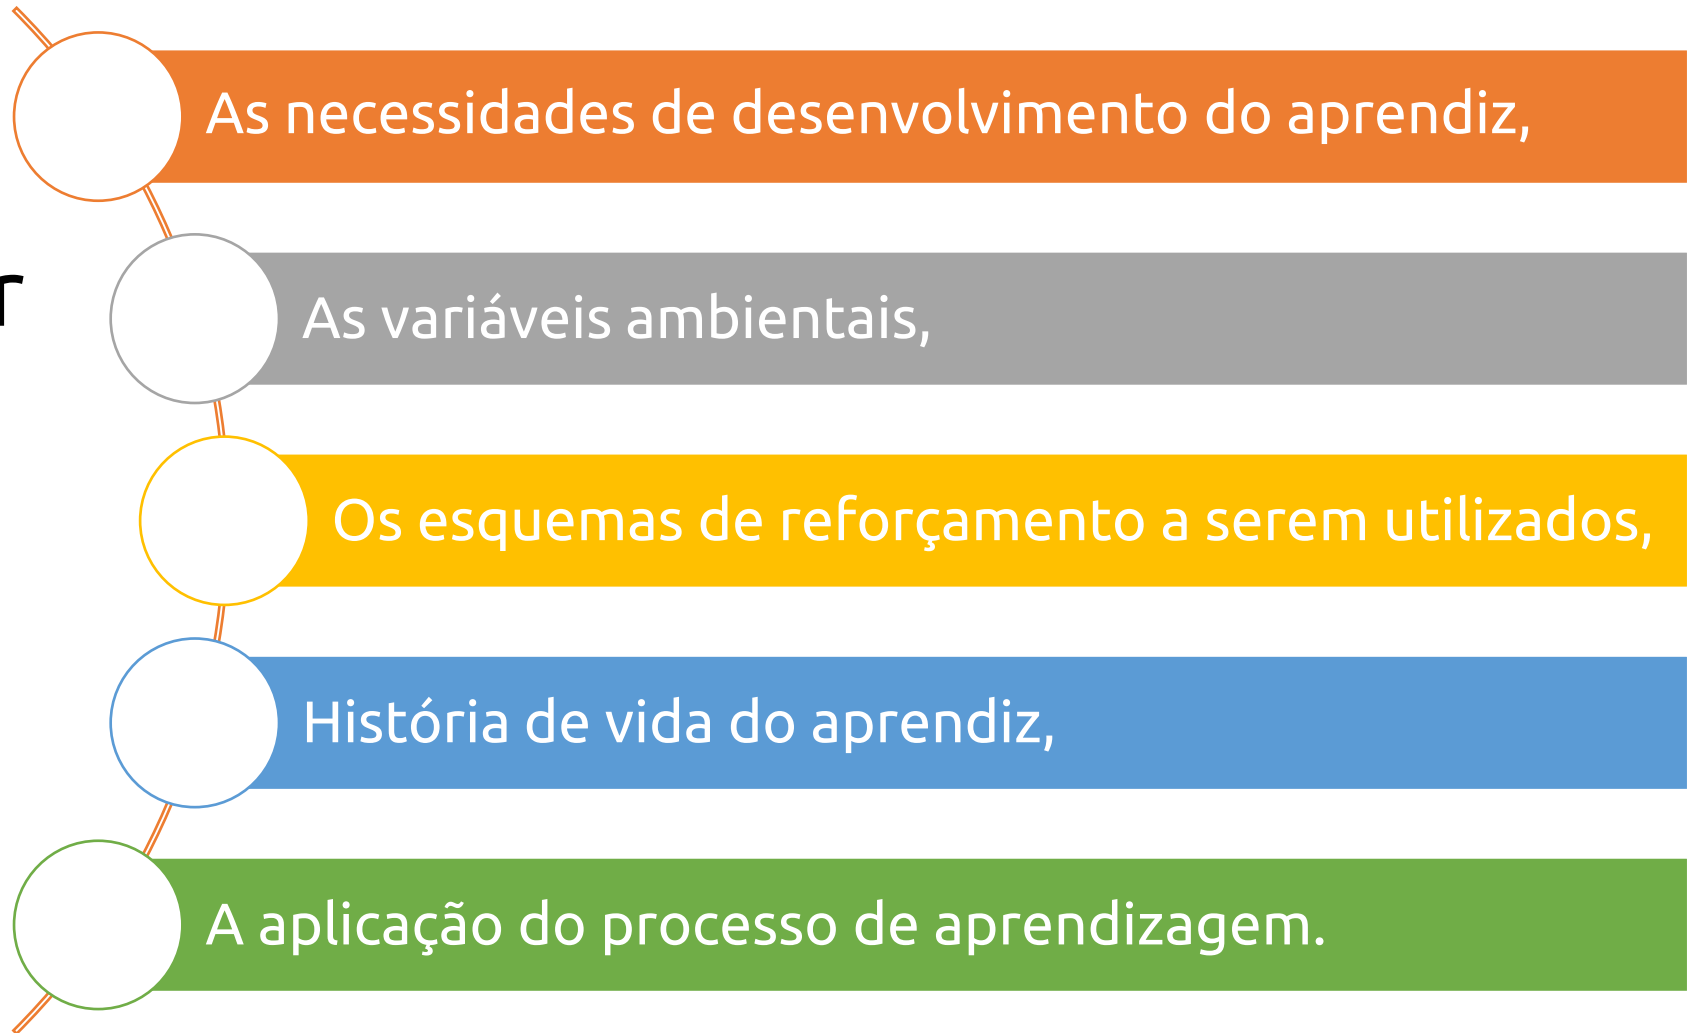 As necessidades de desenvolvimento do aprendiz,
As variáveis ambientais,
Os esquemas de reforçamento a serem utilizados,
História de vida do aprendiz,
A aplicação do processo de aprendizagem.